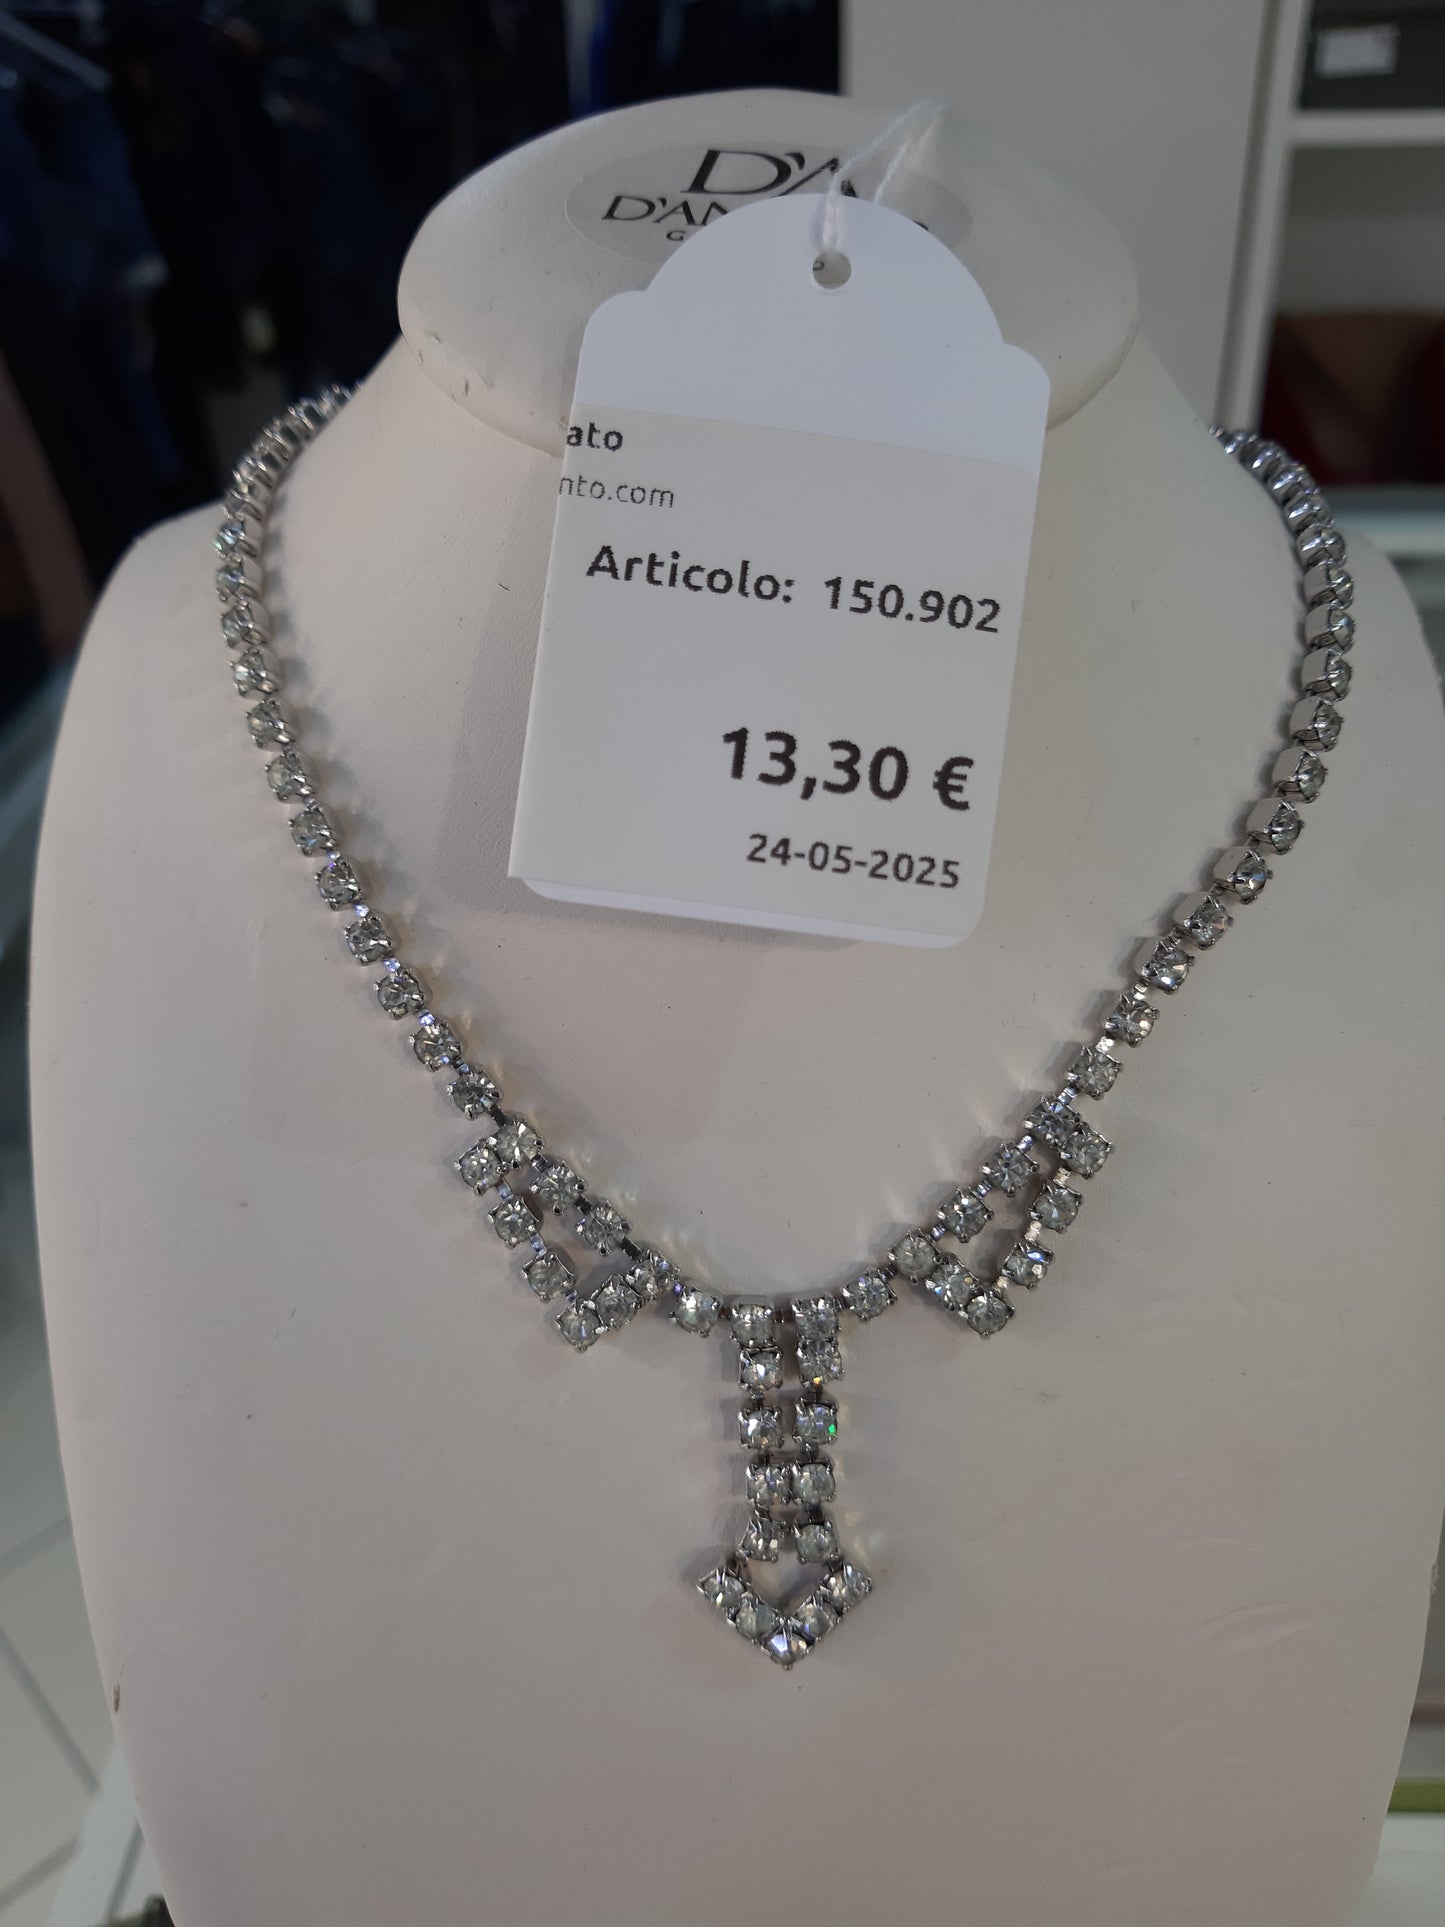 D'A
D'AN
ato
nto.com
Articolo: 150.902
13,30 €
24-05-2025